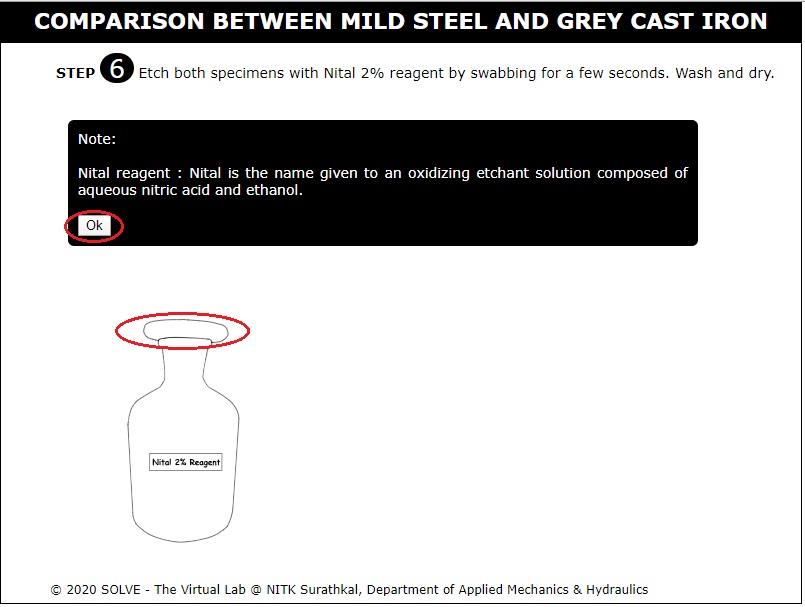 COMPARISON BETWEEN MILD STEEL AND GREY CAST IRON
STEP 6 Etch both specimens with Nital 2% reagent by swabbing for a few seconds. Wash and dry.
Note:
Nital reagent : Nital is the name given to an oxidizing etchant solution composed of
aqueous nitric acid and ethanol.
Ok
Nital 2% Reagent
© 2020 SOLVE - The Virtual Lab @ NITK Surathkal, Department of Applied Mechanics & Hydraulics